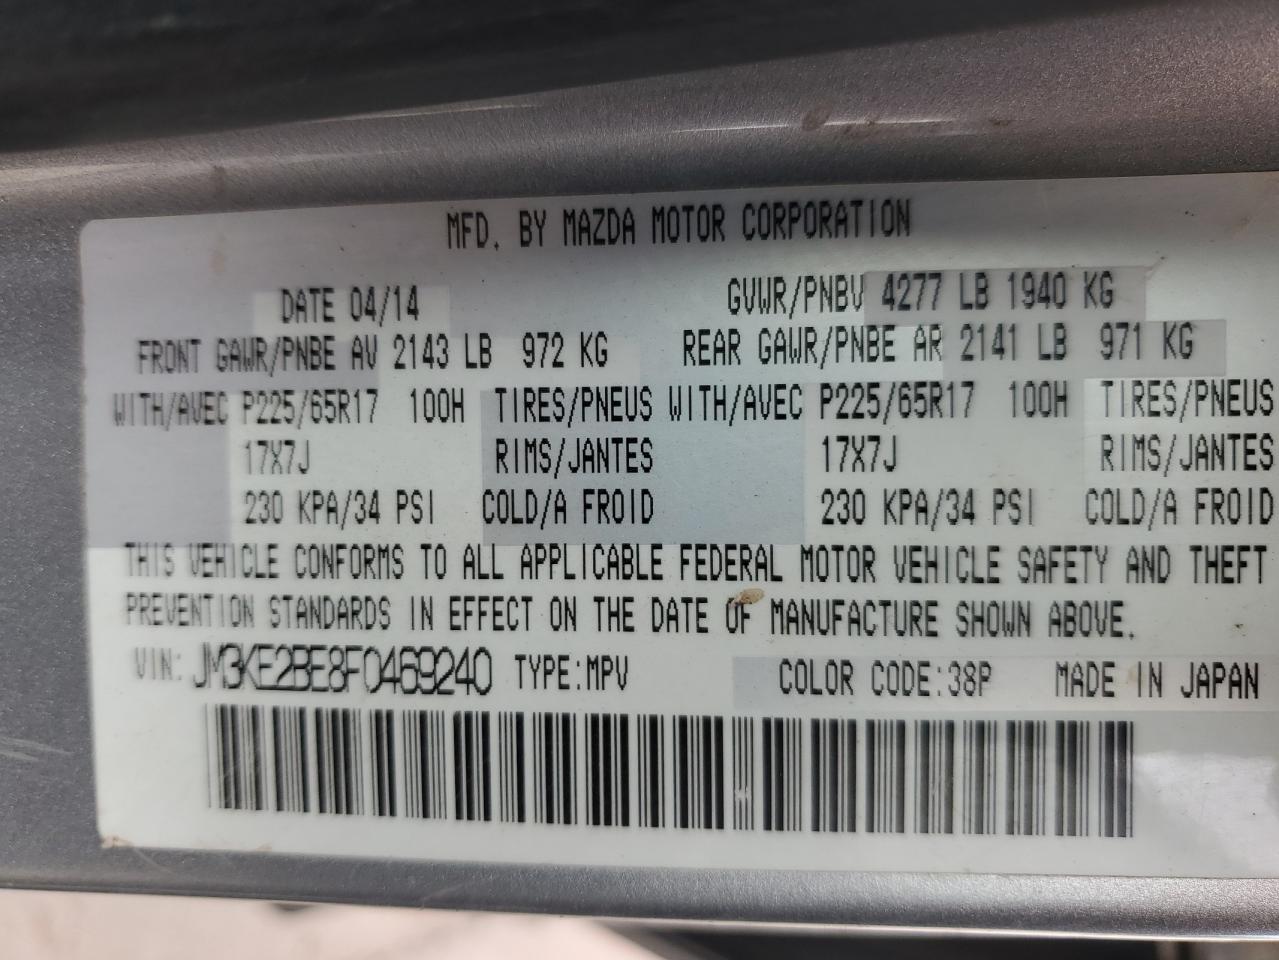 MFD. BY MAZDA MOTOR CORPORATION
DATE 04/14 GVWR/PNBV 4277 LB 1940 KG
FRONT GAWR/PNBE AV 2143 LB 972 KG REAR GAWR/PNBE AR 2141 LB 971 KG
WITH/AVEC P225/65R17 100H TIRES/PNEUS WITH/AVEC P225/65R17 100H TIRES/PNEUS
17X7J RIMS/JANTES 17X7J RIMS/JANTES
230 KPA/34 PSI COLD/A FROID 230 KPA/34 PSI COLD/A FROID
THIS VEHICLE CONFORMS TO ALL APPLICABLE FEDERAL MOTOR VEHICLE SAFETY AND THEFT
PREVENTION STANDARDS IN EFFECT ON THE DATE OF MANUFACTURE SHOWN ABOVE.
VIN: JM3KE2BE8F0469240 TYPE:MPV COLOR CODE:38P MADE IN JAPAN